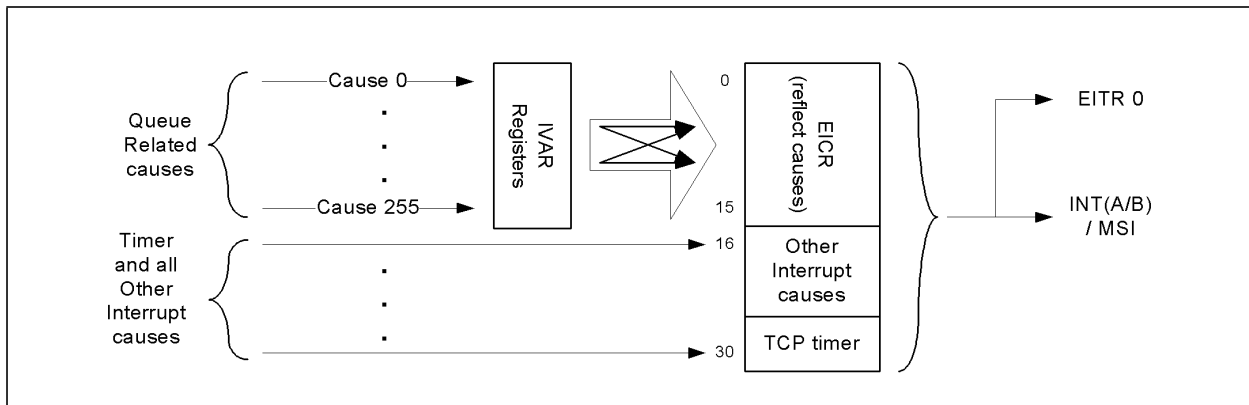 Queue
Related
causes
Cause 0
Cause 255
Timer
and all
Other
Interrupt
causes
IVAR
Registers
0
15
16
30
EICR
(reflect causes)
Other
Interrupt
causes
TCP timer
EITR 0
INT(A/B)
/ MSI